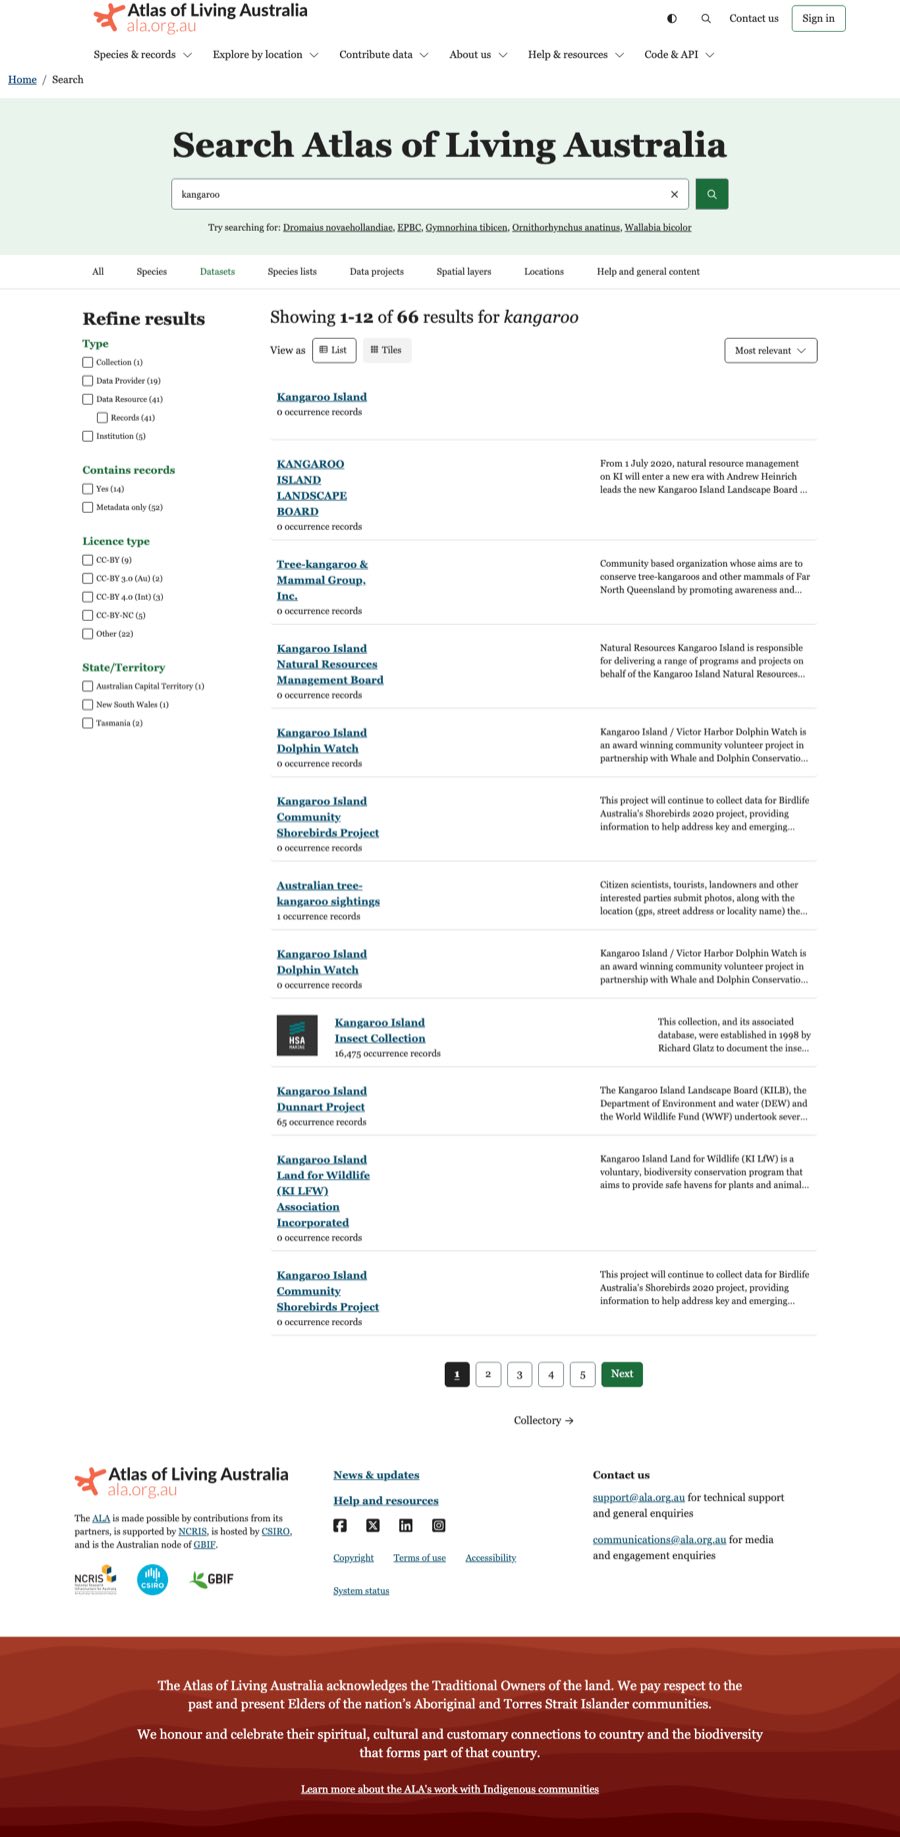 Atlas of Living Australia
ala.org.au
Contact us
Sign in
Species & records
Explore by location
Contribute data
About us
Help & resources
Code & API
Home / Search
Search Atlas of Living Australia
kangaroo
Try searching for: Dromaius novaehollandiae, EPBC, Gymnorhina tibicen, Ornithorhynchus anatinus, Wallabia bicolor
All
Species
Datasets
Species lists
Data projects
Spatial layers
Locations
Help and general content
Refine results
Type
Collection (1)
Data Provider (19)
Data Resource (41)
Records (41)
Institution (5)
Contains records
Yes (14)
Metadata only (52)
Licence type
CC-BY (9)
CC-BY 3.0 (Au) (2)
CC-BY 4.0 (Int) (3)
CC-BY-NC (5)
Other (22)
State/Territory
Australian Capital Territory (1)
New South Wales (1)
Tasmania (2)
Showing 1-12 of 66 results for kangaroo
View as
List
Tiles
Most relevant
Kangaroo Island
0 occurrence records
KANGAROO
ISLAND
LANDSCAPE
BOARD
0 occurrence records
From 1 July 2020, natural resource management
on KI will enter a new era with Andrew Heinrich
leads the new Kangaroo Island Landscape Board ...
Tree-kangaroo &
Mammal Group,
Inc.
0 occurrence records
Community based organization whose aims are to
conserve tree-kangaroos and other mammals of Far
North Queensland by promoting awareness and...
Kangaroo Island
Natural Resources
Management Board
0 occurrence records
Natural Resources Kangaroo Island is responsible
for delivering a range of programs and projects on
behalf of the Kangaroo Island Natural Resources...
Kangaroo Island
Dolphin Watch
0 occurrence records
Kangaroo Island / Victor Harbor Dolphin Watch is
an award winning community volunteer project in
partnership with Whale and Dolphin Conservatio...
Kangaroo Island
Community
Shorebirds Project
0 occurrence records
This project will continue to collect data for Birdlife
Australia's Shorebirds 2020 project, providing
information to help address key and emerging...
Australian tree-
kangaroo sightings
1 occurrence records
Citizen scientists, tourists, landowners and other
interested parties submit photos, along with the
location (gps, street address or locality name) the...
Kangaroo Island
Dolphin Watch
0 occurrence records
Kangaroo Island / Victor Harbor Dolphin Watch is
an award winning community volunteer project in
partnership with Whale and Dolphin Conservatio...
HSA
Kangaroo Island
Insect Collection
16,475 occurrence records
This collection, and its associated
database, were established in 1998 by
Richard Glatz to document the inse...
Kangaroo Island
Dunnart Project
65 occurrence records
The Kangaroo Island Landscape Board (KILB), the
Department of Environment and water (DEW) and
the World Wildlife Fund (WWF) undertook sever...
Kangaroo Island
Land for Wildlife
(KI LFW)
Association
Incorporated
0 occurrence records
Kangaroo Island Land for Wildlife (KI LfW) is a
voluntary, biodiversity conservation program that
aims to provide safe havens for plants and animal...
Kangaroo Island
Community
Shorebirds Project
0 occurrence records
This project will continue to collect data for Birdlife
Australia's Shorebirds 2020 project, providing
information to help address key and emerging...
1 2 3 4 5 Next
Collectory →
Atlas of Living Australia
ala.org.au
The ALA is made possible by contributions from its
partners, is supported by NCRIS, is hosted by CSIRO,
and is the Australian node of GBIF.
NCRIS
CSIRO
GBIF
News & updates
Help and resources
Copyright
Terms of use
Accessibility
System status
Contact us
support@ala.org.au for technical support
and general enquiries
communications@ala.org.au for media
and engagement enquiries
The Atlas of Living Australia acknowledges the Traditional Owners of the land. We pay respect to the
past and present Elders of the nation's Aboriginal and Torres Strait Islander communities.
We honour and celebrate their spiritual, cultural and customary connections to country and the biodiversity
that forms part of that country.
Learn more about the ALA's work with Indigenous communities